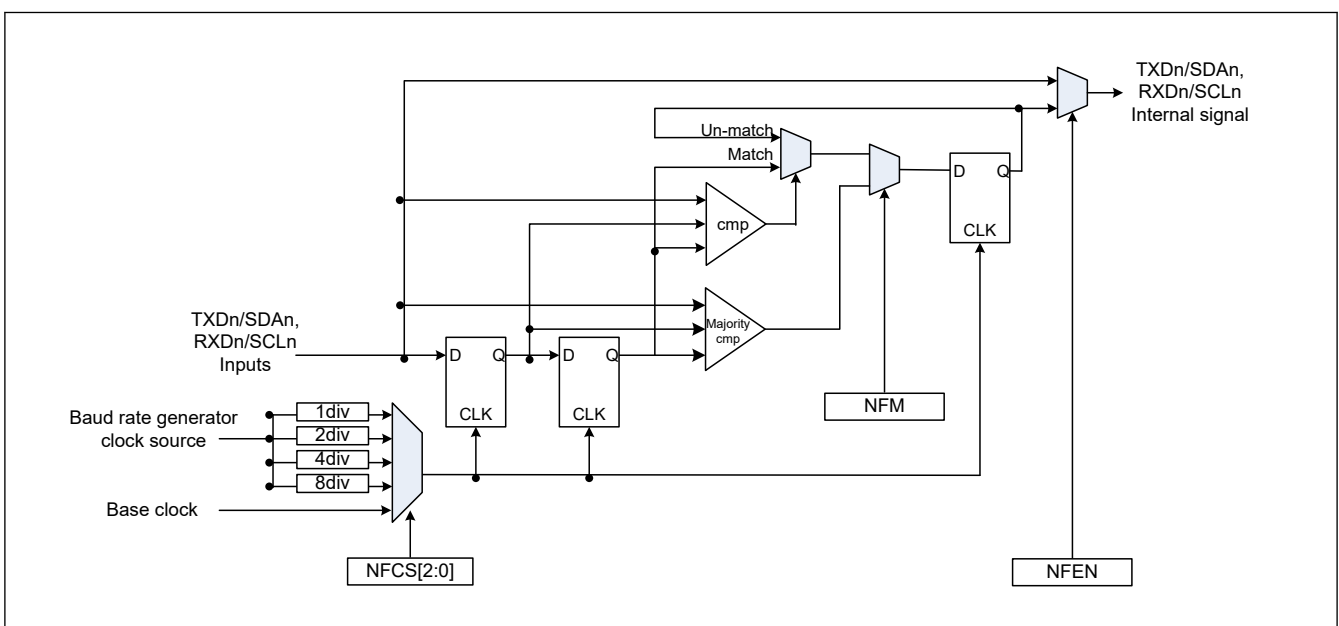 TXDn/SDAn,
RXDn/SCLn
Internal signal
Un-match
Match
D
Q
CLK
cmp
Majority
cmp
TXDn/SDAn,
RXDn/SCLn
Inputs
D
Q
CLK
D
Q
CLK
NFM
Baud rate generator
clock source
1div
2div
4div
8div
Base clock
NFCS[2:0]
NFEN